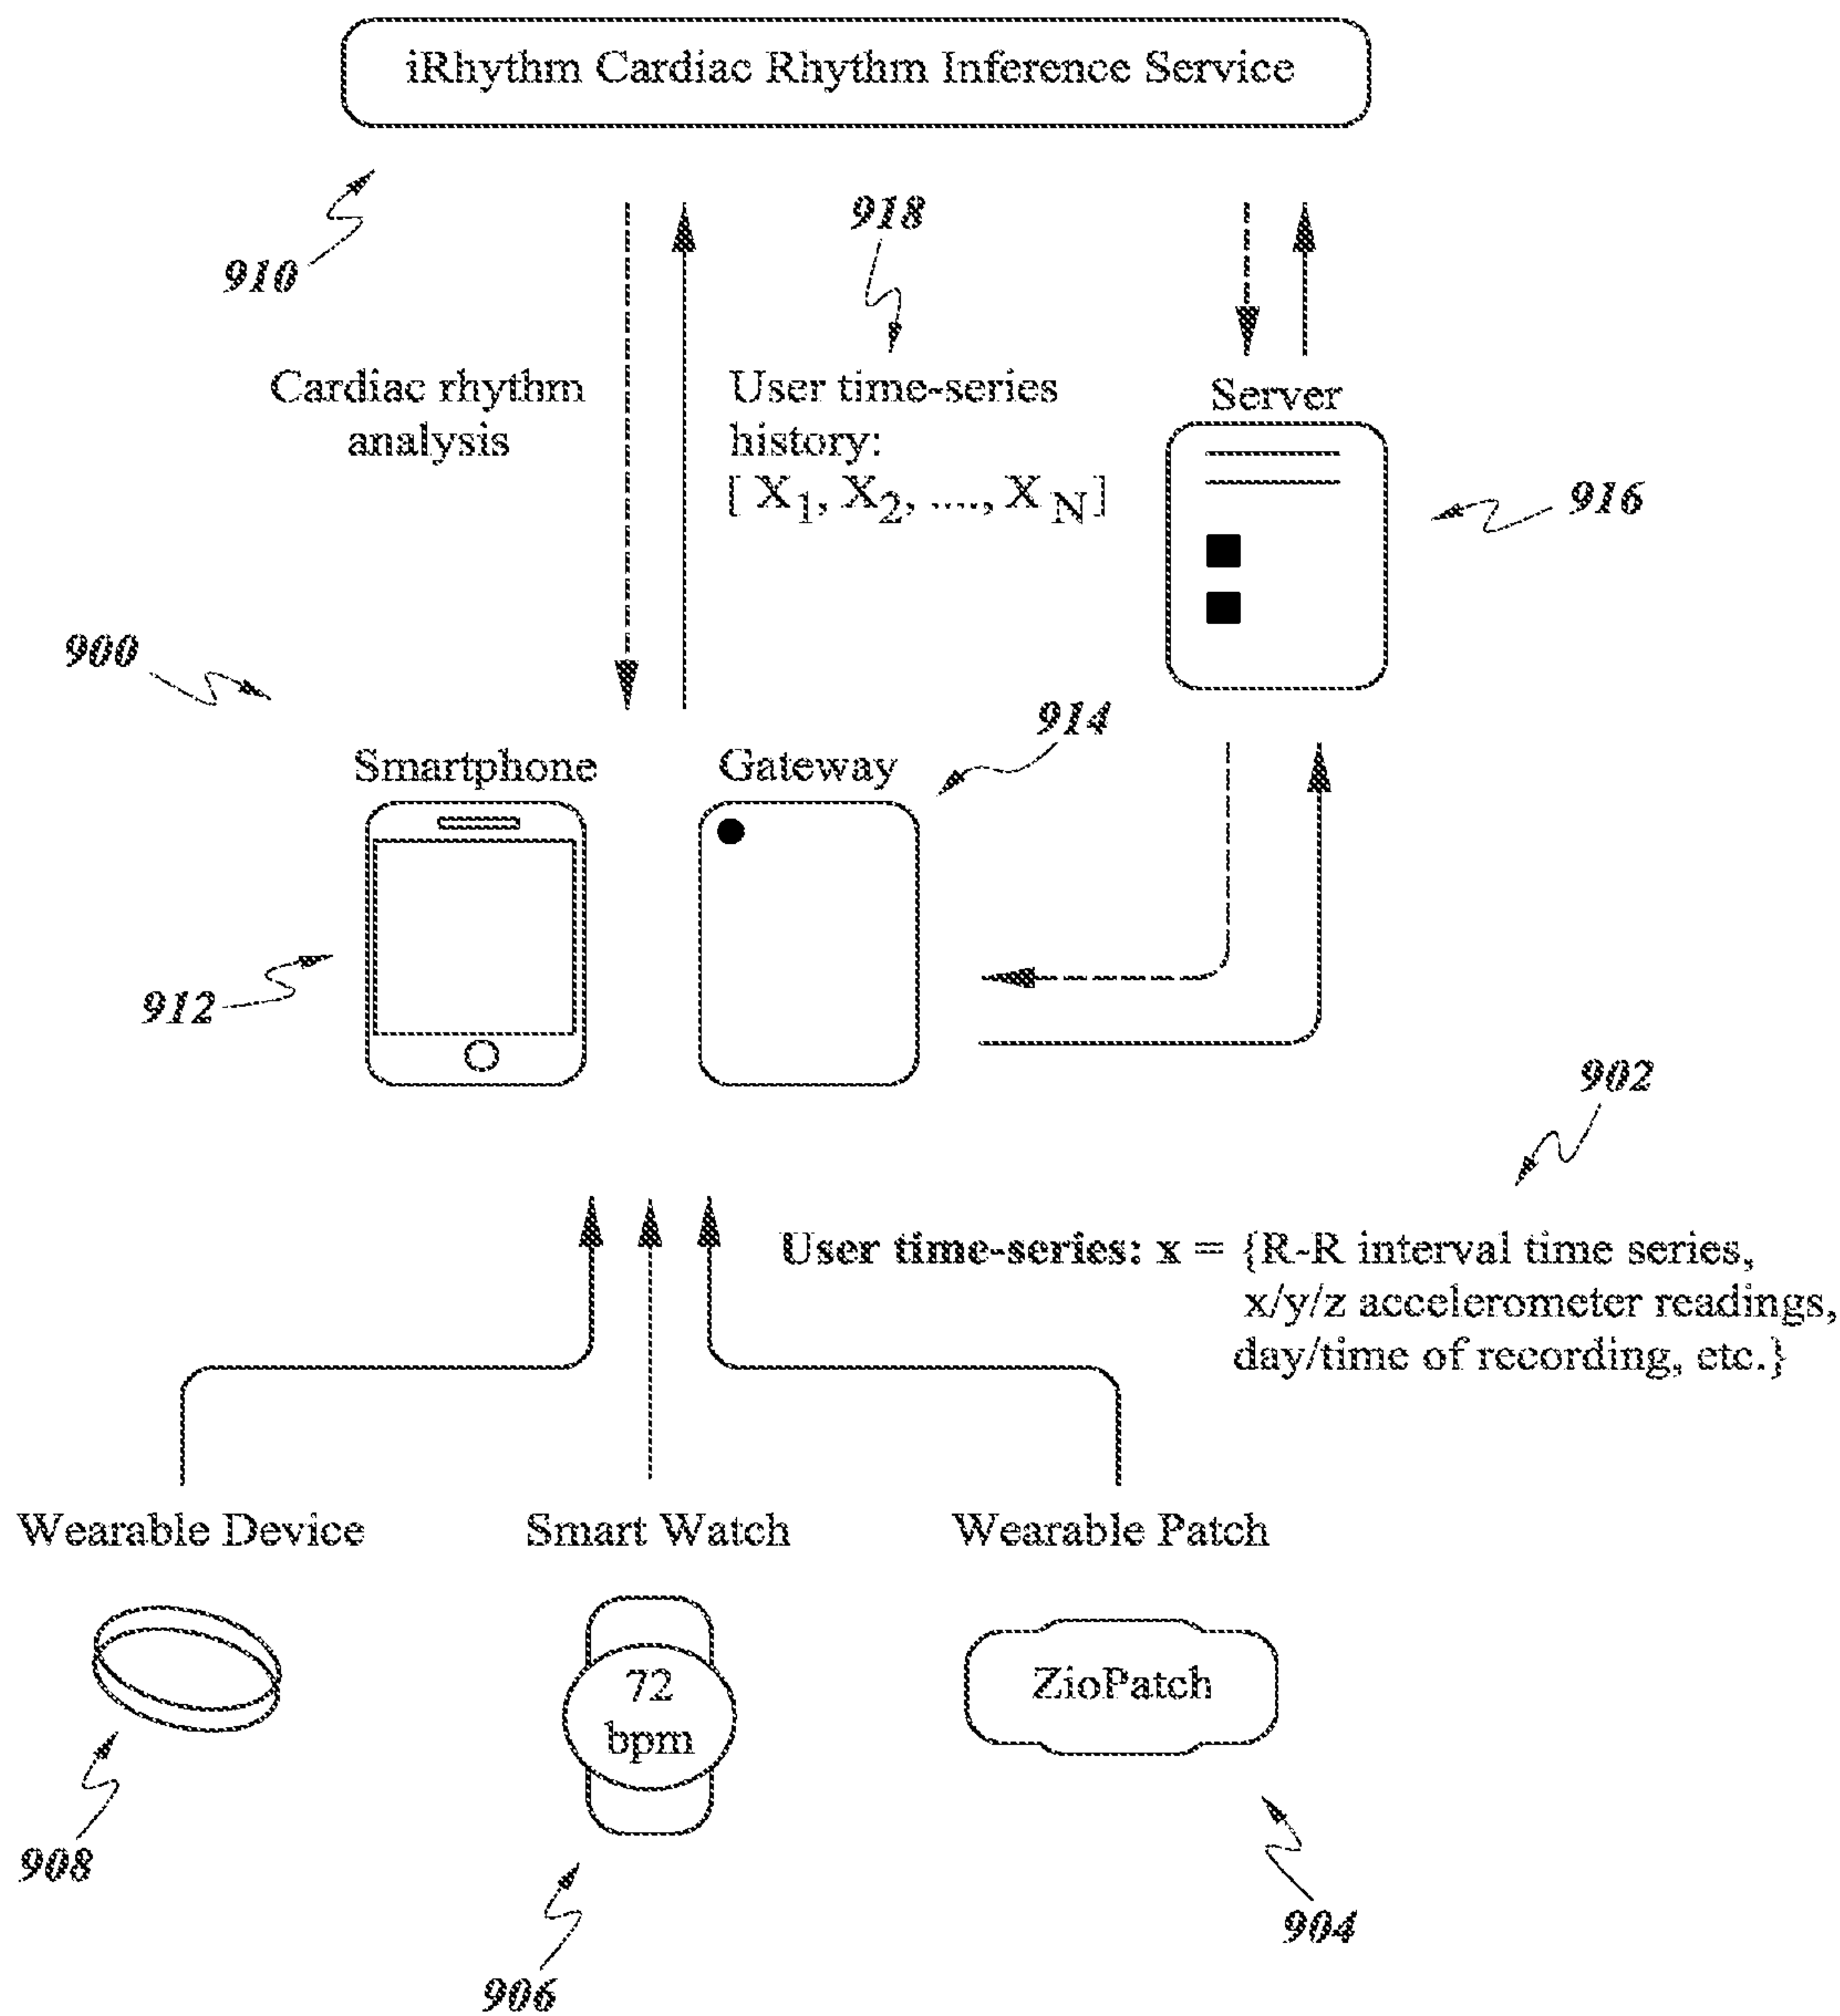 iRhythm Cardiac Rhythm Inference Service
910
918
Cardiac rhythm
analysis
User time-series
history:
[ X1, X2, ...., X N ]
Server
916
900
914
Smartphone
Gateway
912
902
User time-series: x = {R-R interval time series,
x/y/z accelerometer readings,
day/time of recording, etc.}
Wearable Device
Smart Watch
Wearable Patch
72
bpm
ZioPatch
908
904
906